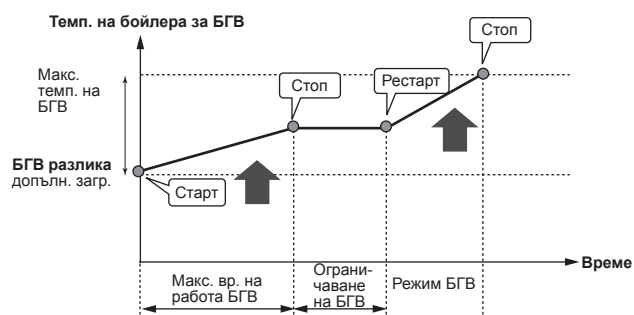 Темп. на бойлера за БГВ
Стоп
Макс.
темп. на
БГВ
Стоп
Рестарт
БГВ разлика
допълн. загр.
Старт
Време
Макс. вр. на
работа БГВ
Ограни-
чаване
на БГВ
Режим БГВ